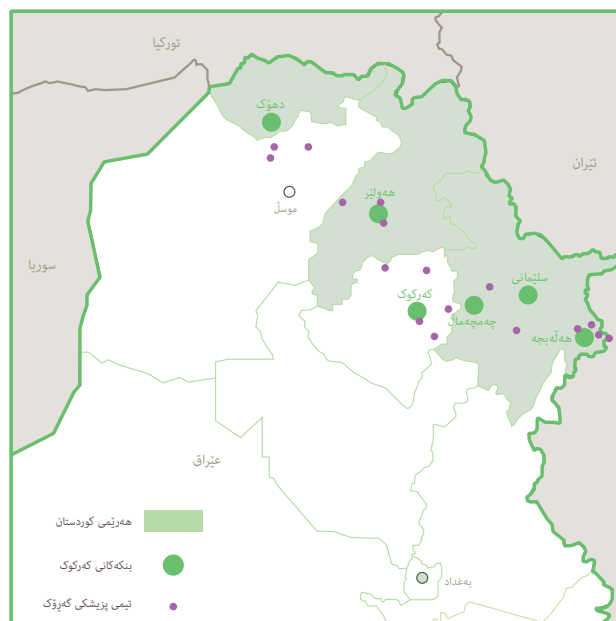 تورکیا
دهۆک
ئێران
هەولێر
موسڵ
سوریا
سلێمانی
کەرکوک
چەمچەماڵ
هەڵەبجە
عێراق
هەرێمی کوردستان
بنکەکانی کەرکوک
بەغداد
تیمی پزیشکی گەڕۆک